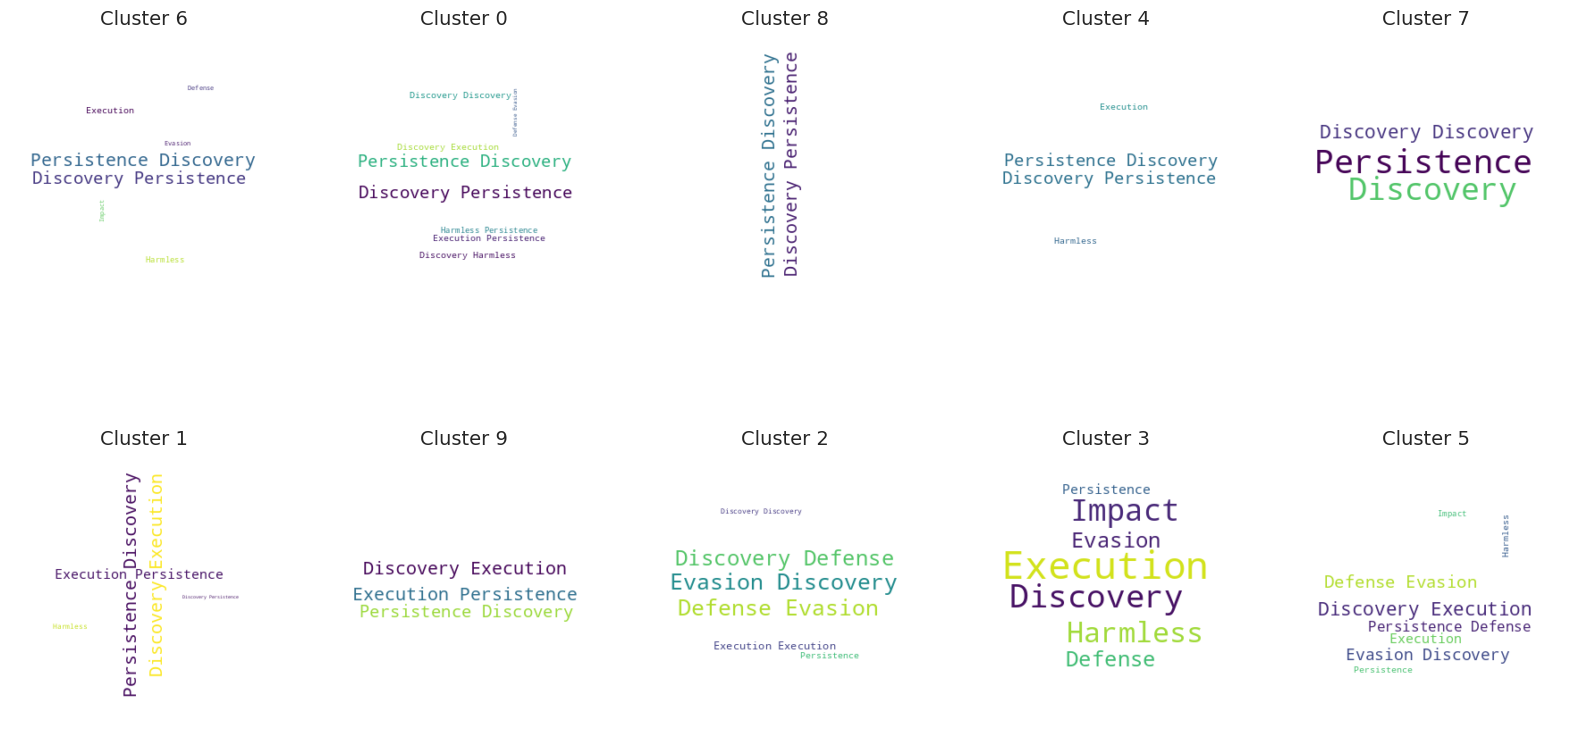 Cluster 6
Defense
Execution
Evasion
Persistence Discovery
Discovery Persistence
Impact
Harmless
Cluster 0
Discovery Discovery
Defense Evasion
Discovery Execution
Persistence Discovery
Discovery Persistence
Harmless Persistence
Execution Persistence
Discovery Harmless
Cluster 8
Persistence Discovery
Discovery Persistence
Cluster 4
Execution
Persistence Discovery
Discovery Persistence
Harmless
Cluster 7
Discovery Discovery
Persistence
Discovery
Cluster 1
Persistence Discovery
Discovery Execution
Execution Persistence
Discovery Persistence
Harmless
Cluster 9
Discovery Execution
Execution Persistence
Persistence Discovery
Cluster 2
Discovery Discovery
Discovery Defense
Evasion Discovery
Defense Evasion
Execution Execution
Persistence
Cluster 3
Persistence
Impact
Evasion
Execution
Discovery
Harmless
Defense
Cluster 5
Impact
Harmless
Defense Evasion
Discovery Execution
Persistence Defense
Execution
Evasion Discovery
Persistence